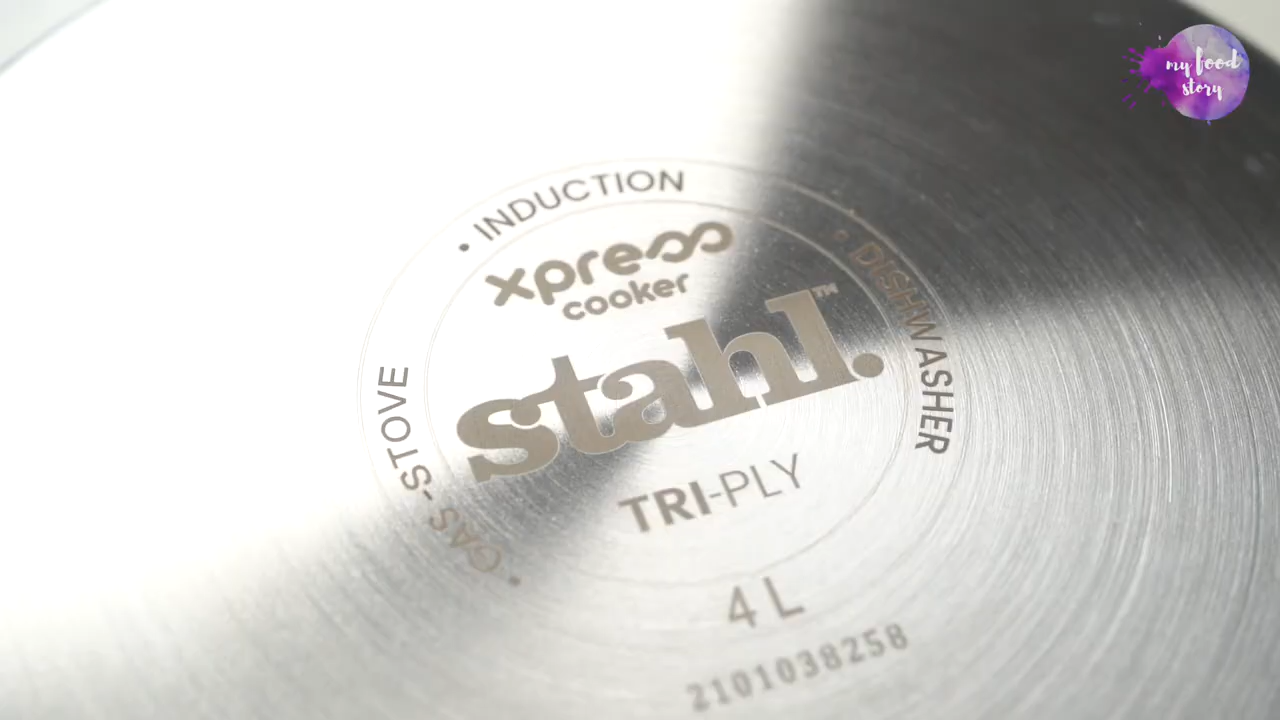 my food
story
• INDUCTION
• DISHWASHER
• GAS-STOVE
xpress
cooker
stahl.™
TRI-PLY
4 L
2101038258